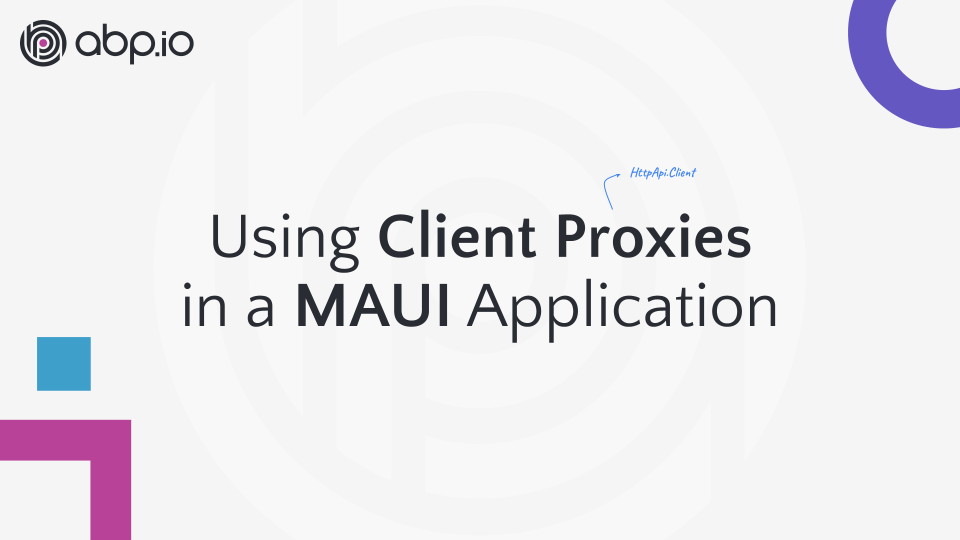 abp.io
HttpApi.Client
Using Client Proxies
in a MAUI Application